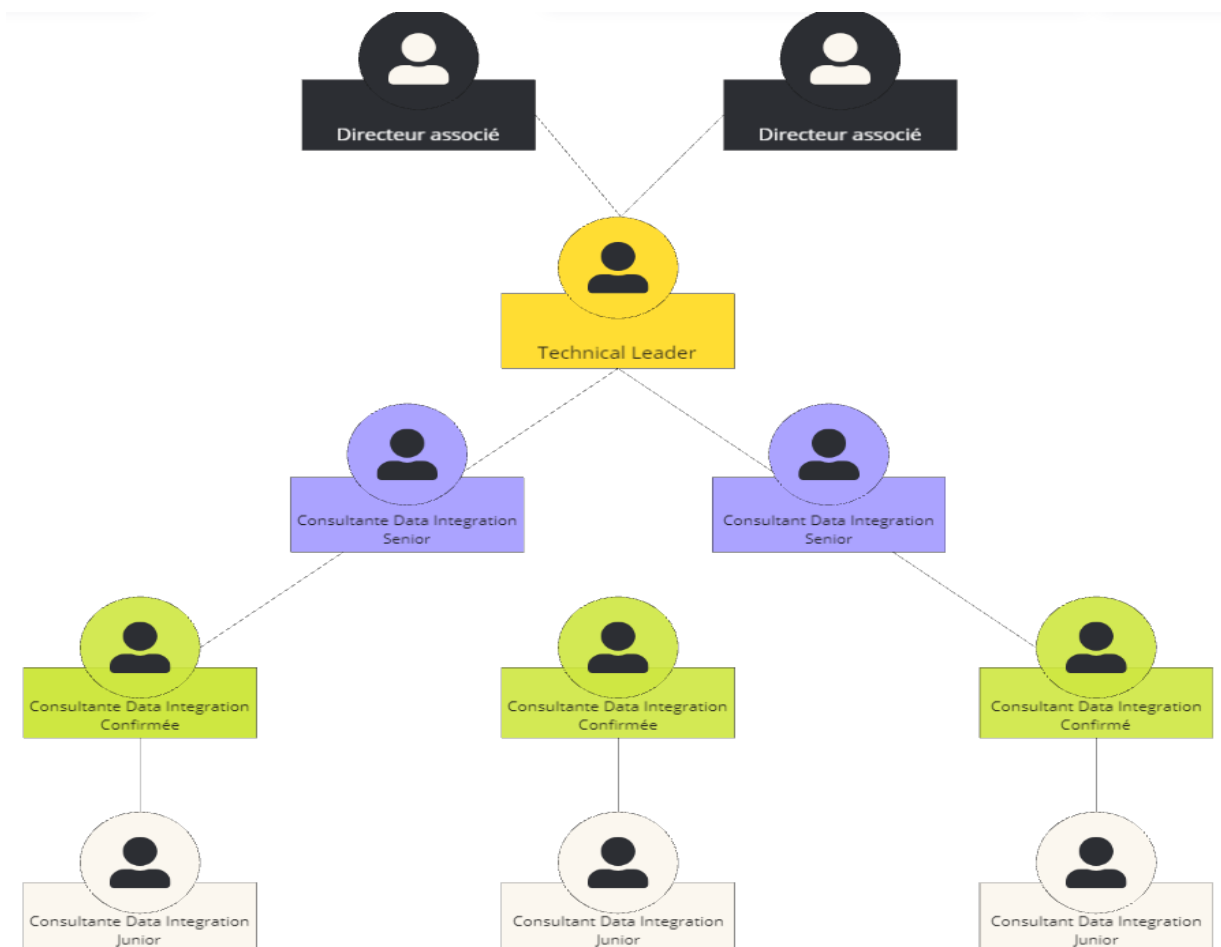 Directeur associé
Directeur associé
Technical Leader
Consultante Data Integration
Senior
Consultant Data Integration
Senior
Consultante Data Integration
Confirmée
Consultante Data Integration
Confirmée
Consultant Data Integration
Confirmé
Consultante Data Integration
Junior
Consultant Data Integration
Junior
Consultant Data Integration
Junior